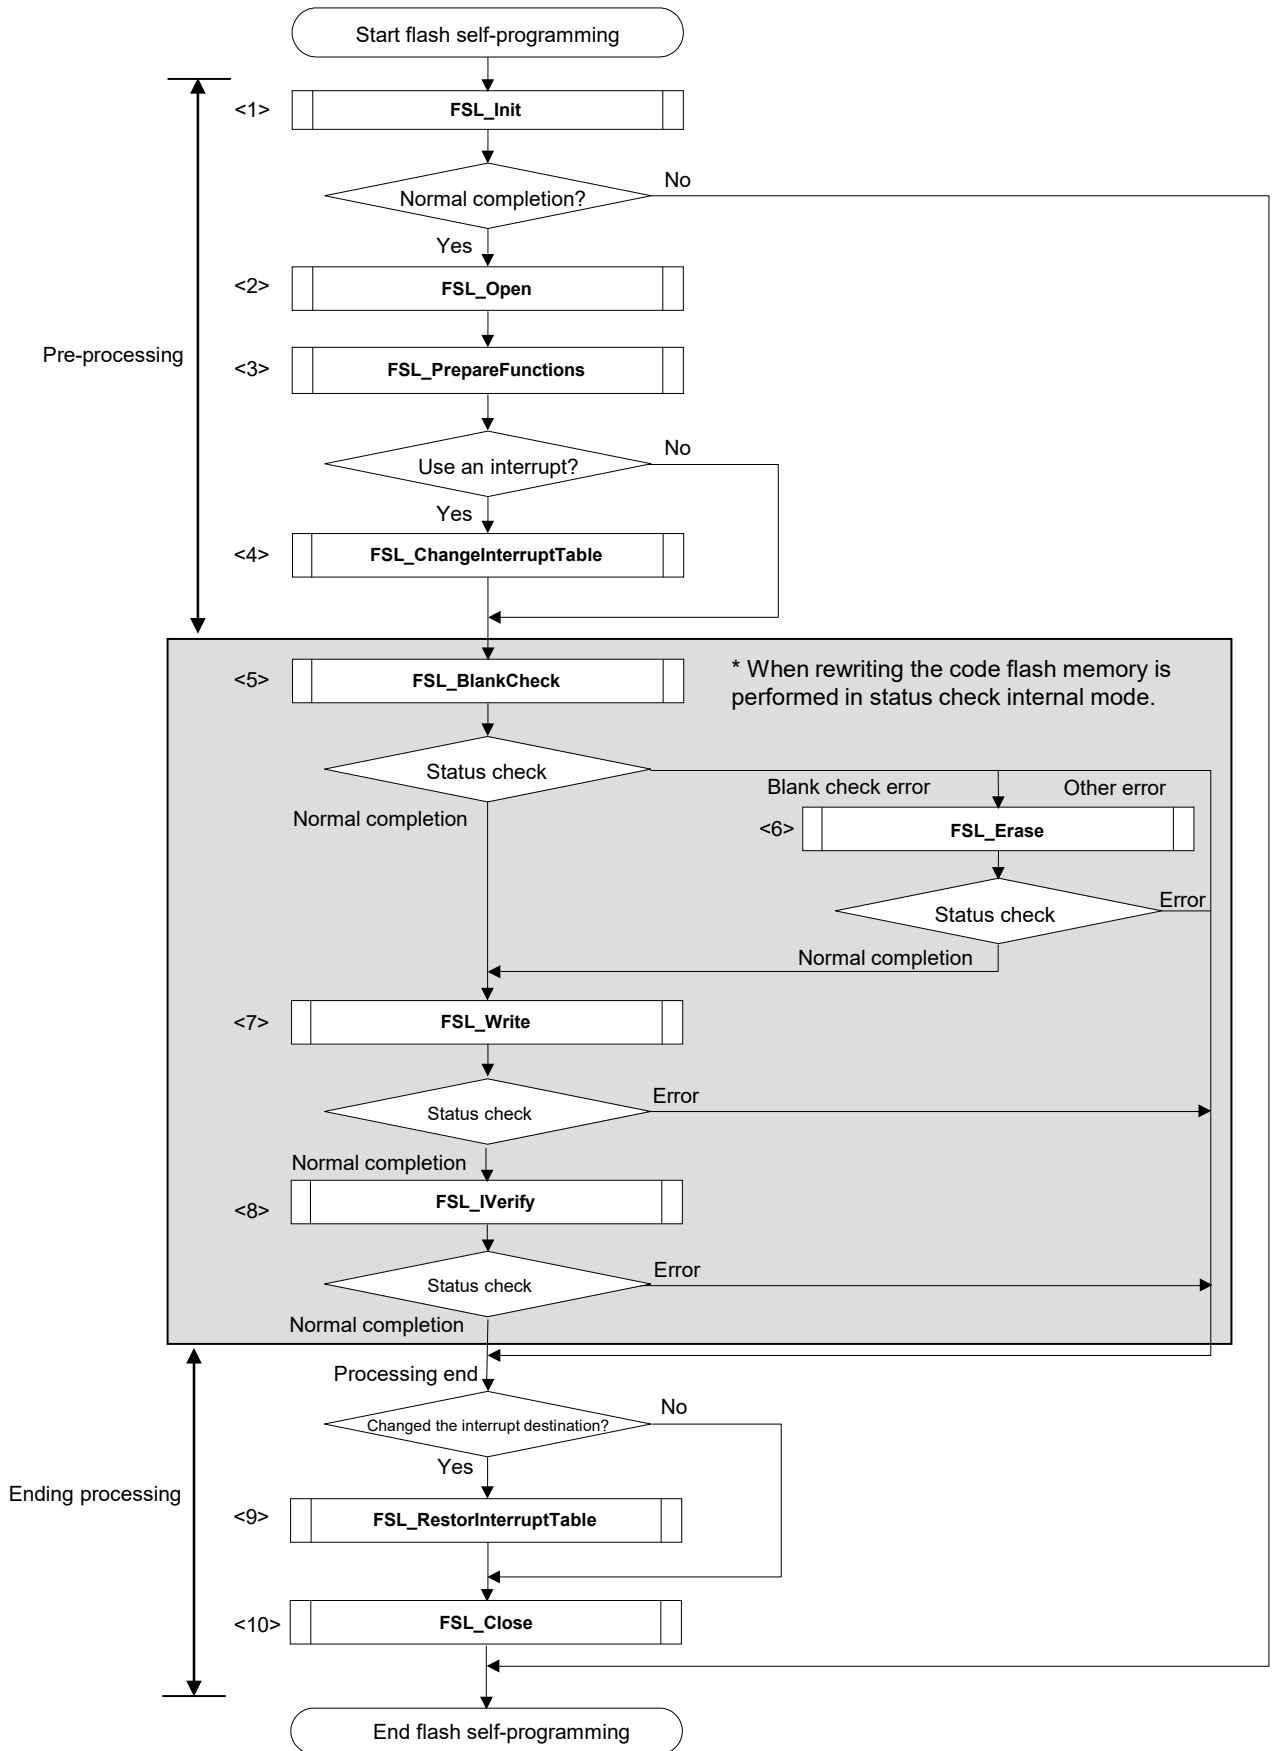 Start flash self-programming
<1>
FSL_Init
Normal completion?
No
Yes
<2>
FSL_Open
Pre-processing
<3>
FSL_PrepareFunctions
Use an interrupt?
No
Yes
<4>
FSL_ChangeInterruptTable
<5>
FSL_BlankCheck
* When rewriting the code flash memory is
performed in status check internal mode.
Status check
Blank check error
Other error
Normal completion
<6>
FSL_Erase
Status check
Error
Normal completion
<7>
FSL_Write
Status check
Error
Normal completion
<8>
FSL_IVerify
Status check
Error
Normal completion
Processing end
Changed the interrupt destination?
No
Yes
Ending processing
<9>
FSL_RestorInterruptTable
<10>
FSL_Close
End flash self-programming